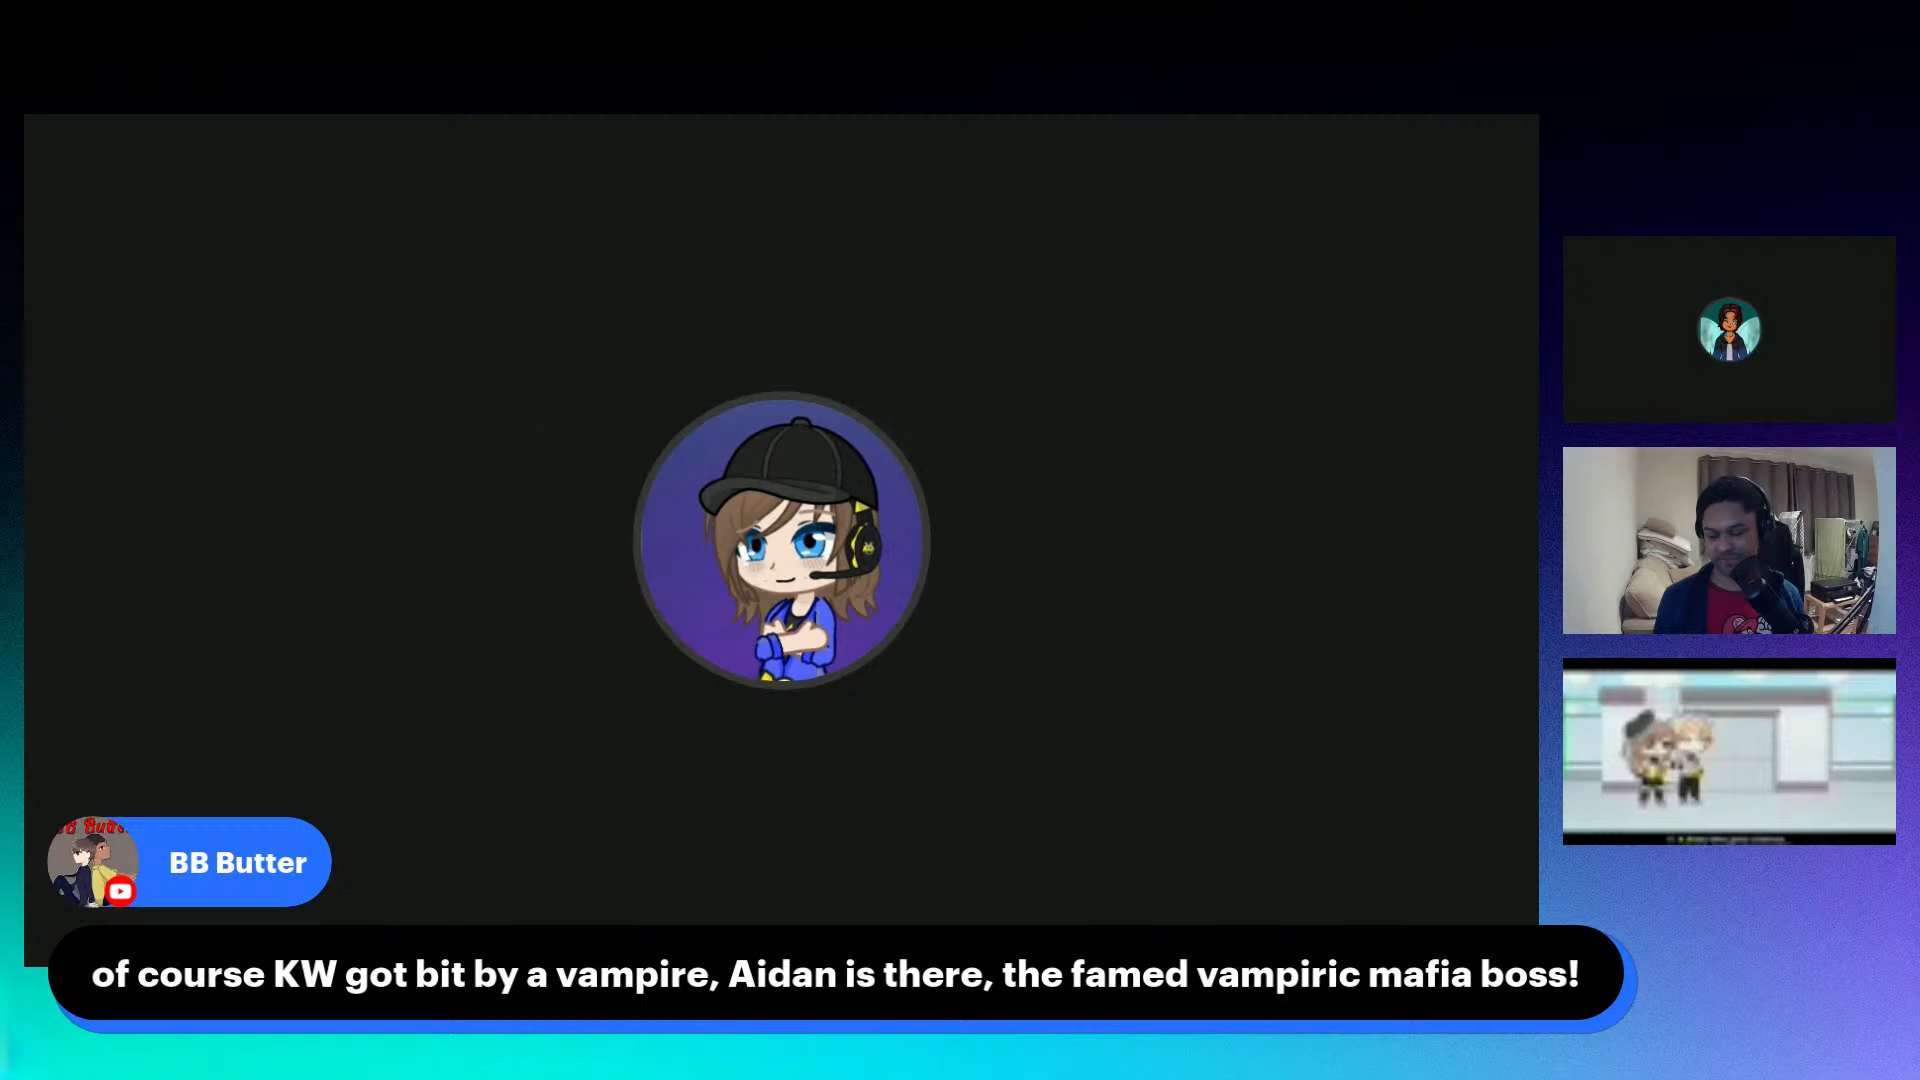 BB Butter
of course KW got bit by a vampire, Aidan is there, the famed vampiric mafia boss!